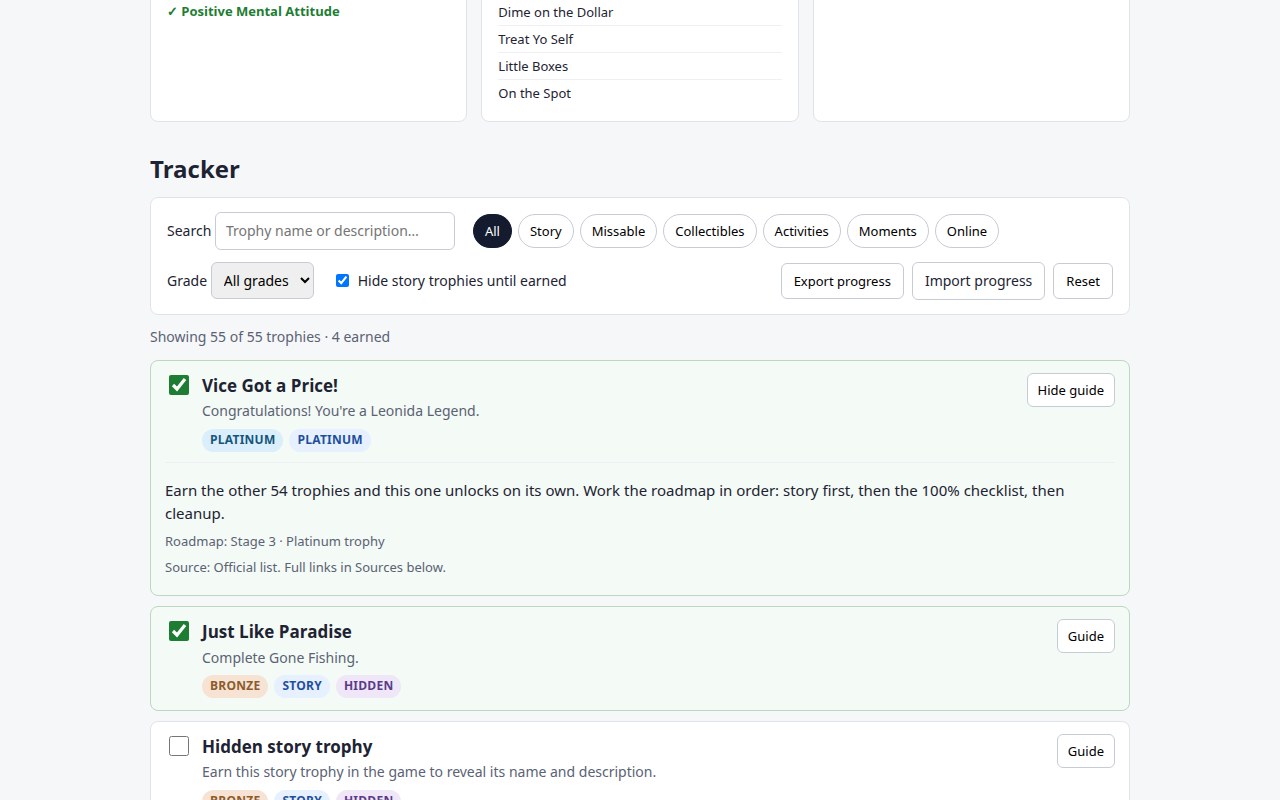 ✓ Positive Mental Attitude
Dime on the Dollar
Treat Yo Self
Little Boxes
On the Spot
Tracker
Search Trophy name or description... All Story Missable Collectibles Activities Moments Online
Grade All grades Hide story trophies until earned Export progress Import progress Reset
Showing 55 of 55 trophies · 4 earned
Vice Got a Price! Hide guide
Congratulations! You're a Leonida Legend.
PLATINUM PLATINUM
Earn the other 54 trophies and this one unlocks on its own. Work the roadmap in order: story first, then the 100% checklist, then
cleanup.
Roadmap: Stage 3 · Platinum trophy
Source: Official list. Full links in Sources below.
Just Like Paradise Guide
Complete Gone Fishing.
BRONZE STORY HIDDEN
Hidden story trophy Guide
Earn this story trophy in the game to reveal its name and description.
BRONZE STORY HIDDEN